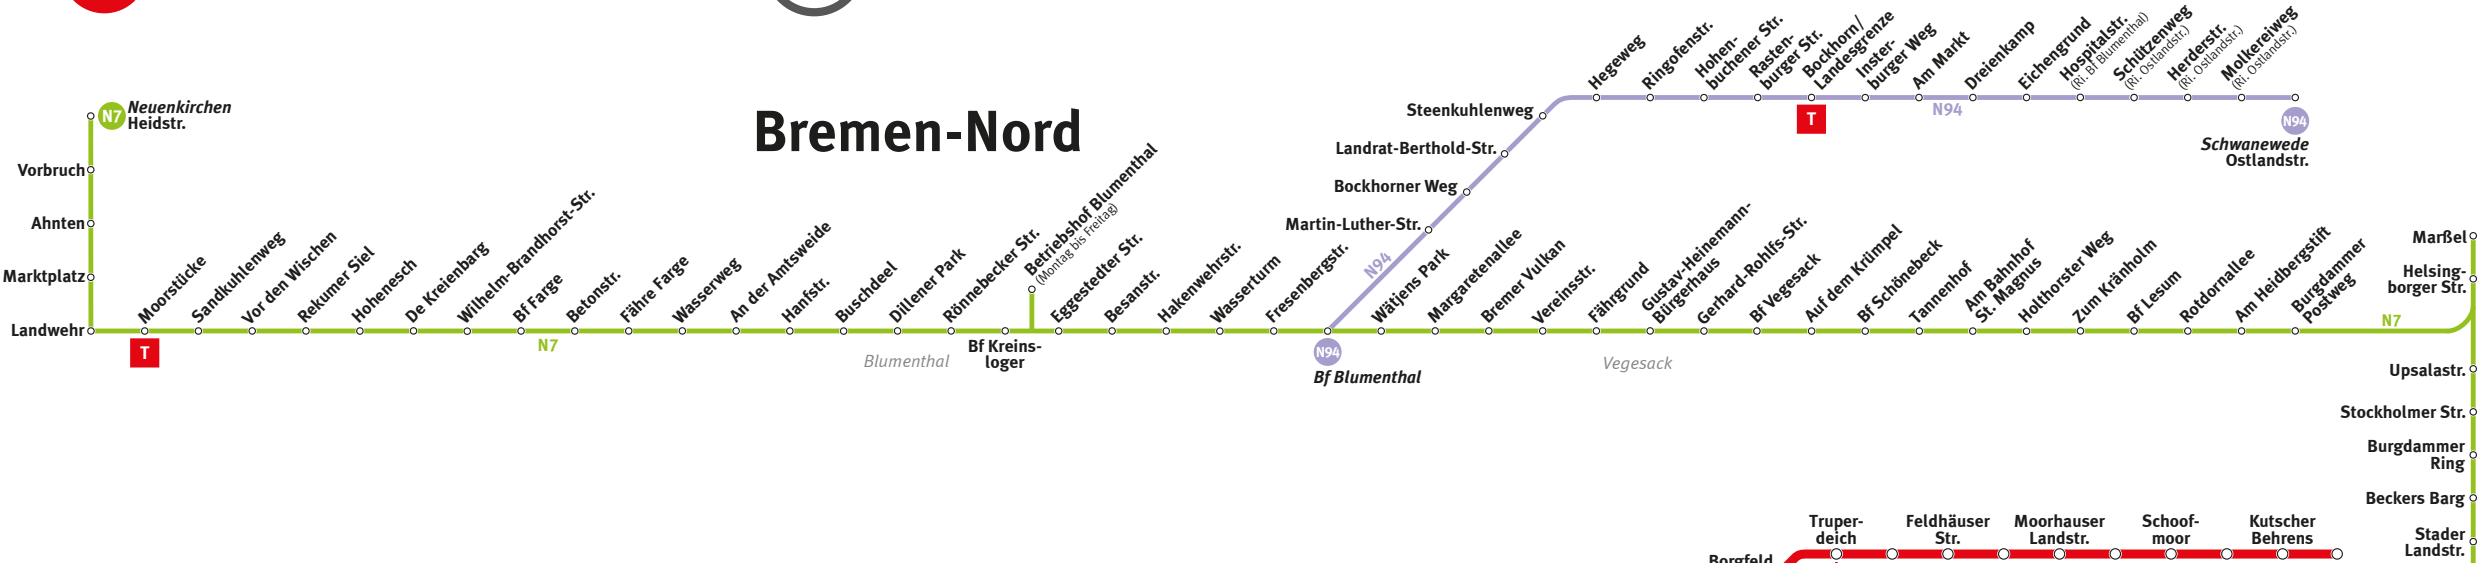 Bremen-Nord
N7
Neuenkirchen
Heidstr.
Vorbruch
Ahnten
Marktplatz
Landwehr
Moorstücke
T
Sandkuhlenweg
Vor den Wischen
Rekumer Siel
Hohenesch
De Kreienbarg
Wilhelm-Brandhorst-Str.
Bf Farge
N7
Betonstr.
Fähre Farge
Wasserweg
An der Amtsweide
Hanfstr.
Buschdeel
Dillener Park
Blumenthal
Rönnebecker Str.
Bf Kreins-
loger
Betriebshof Blumenthal
(Montag bis Freitag)
Eggestedter Str.
Besanstr.
Hakenwehrstr.
Wasserturm
Fresenbergstr.
N94
Bf Blumenthal
Wätjens Park
Margaretenallee
Bremer Vulkan
Vereinsstr.
Fährgrund
Vegesack
Gustav-Heinemann-
Bürgerhaus
Gerhard-Rohlfs-Str.
Bf Vegesack
Auf dem Krümpel
Bf Schönebeck
Tannenhof
Am Bahnhof
St. Magnus
Holthorster Weg
Zum Kränholm
Bf Lesum
Rotdornallee
Am Heidbergstift
Burgdammer
Postweg
N7
N94
Martin-Luther-Str.
Bockhorner Weg
Landrat-Berthold-Str.
Steenkuhlenweg
Hegeweg
Ringofenstr.
Hohen-
buchener Str.
Rasten-
burger Str.
Bockhorn/
Landesgrenze
T
Inster-
burger Weg
Am Markt
N94
Dreienkamp
Eichengrund
Hospitalstr.
(Ri. Bf Blumenthal)
Schützenweg
(Ri. Ostlandstr.)
Herderstr.
(Ri. Ostlandstr.)
Molkereiweg
(Ri. Ostlandstr.)
N94
Schwanewede
Ostlandstr.
Marßel
Helsing-
borger Str.
Upsalastr.
Stockholmer Str.
Burgdammer
Ring
Beckers Barg
Stader
Landstr.
Borgfeld
Truper-
deich
Feldhäuser
Str.
Moorhauser
Landstr.
Schoof-
moor
Kutscher
Behrens